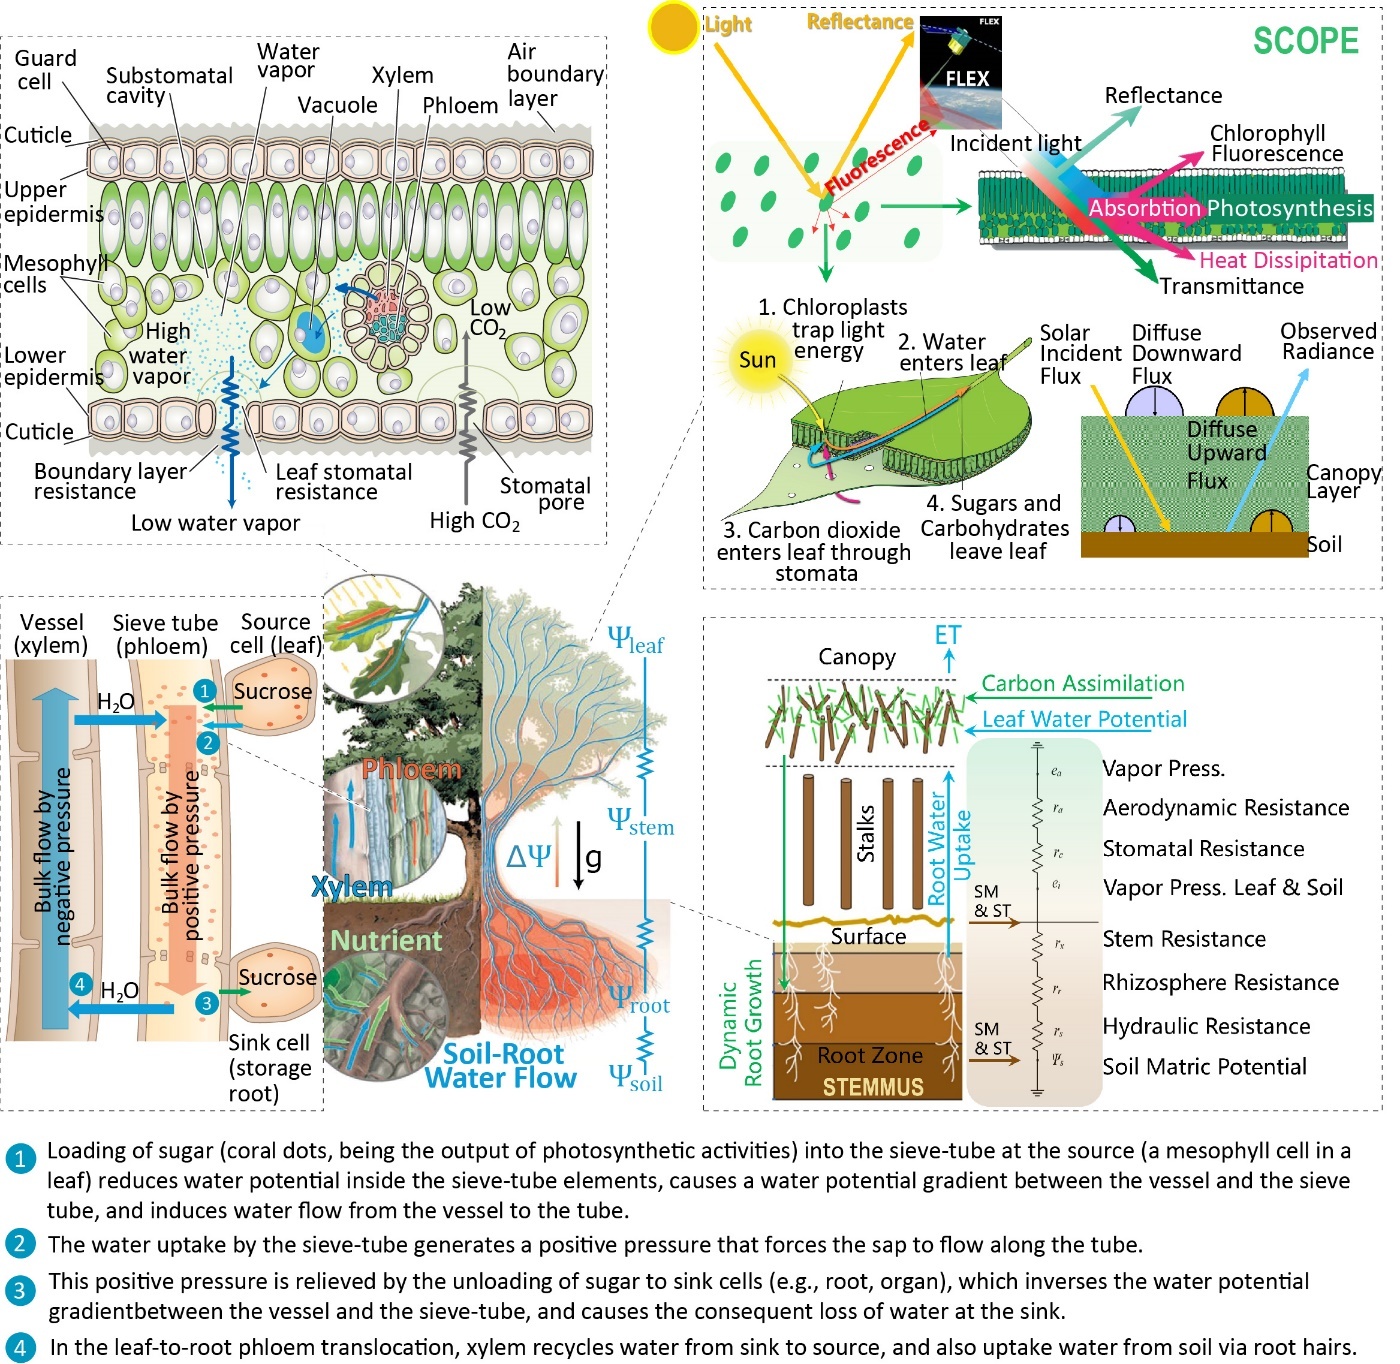 Guard
cell
Substomatal
cavity
Water
vapor
Vacuole
Xylem
Phloem
Air
boundary
layer
Cuticle
Upper
epidermis
Mesophyll
cells
High
water
vapor
Low
CO2
Lower
epidermis
Cuticle
Boundary layer
resistance
Leaf stomatal
resistance
Stomatal
pore
Low water vapor
High CO2
Light
Reflectance
FLEX
FLEX
SCOPE
Fluorescence
Incident light
Reflectance
Chlorophyll
Fluorescence
Absorbtion
Photosynthesis
Heat Dissipitation
Transmittance
1. Chloroplasts
trap light
energy
Sun
2. Water
enters leaf
3. Carbon dioxide
enters leaf through
stomata
4. Sugars and
Carbohydrates
leave leaf
Solar
Incident
Flux
Diffuse
Downward
Flux
Observed
Radiance
Diffuse
Upward
Flux
Canopy
Layer
Soil
Vessel
(xylem)
Sieve tube
(phloem)
Source
cell (leaf)
H2O
1
Sucrose
2
Bulk flow by
negative pressure
Bulk flow by
positive pressure
4
H2O
3
Sucrose
Sink cell
(storage
root)
Phloem
Xylem
Nutrient
Soil-Root
Water Flow
Ψleaf
Ψstem
ΔΨ
g
Ψroot
Ψsoil
ET
Canopy
Carbon Assimilation
Leaf Water Potential
Stalks
Root Water
Uptake
Surface
Dynamic
Root Growth
Root Zone
STEMMUS
SM
& ST
SM
& ST
ea
ra
rc
ei
rx
rr
rs
Ψs
Vapor Press.
Aerodynamic Resistance
Stomatal Resistance
Vapor Press. Leaf & Soil
Stem Resistance
Rhizosphere Resistance
Hydraulic Resistance
Soil Matric Potential
1 Loading of sugar (coral dots, being the output of photosynthetic activities) into the sieve-tube at the source (a mesophyll cell in a
leaf) reduces water potential inside the sieve-tube elements, causes a water potential gradient between the vessel and the sieve
tube, and induces water flow from the vessel to the tube.
2 The water uptake by the sieve-tube generates a positive pressure that forces the sap to flow along the tube.
3 This positive pressure is relieved by the unloading of sugar to sink cells (e.g., root, organ), which inverses the water potential
gradientbetween the vessel and the sieve-tube, and causes the consequent loss of water at the sink.
4 In the leaf-to-root phloem translocation, xylem recycles water from sink to source, and also uptake water from soil via root hairs.